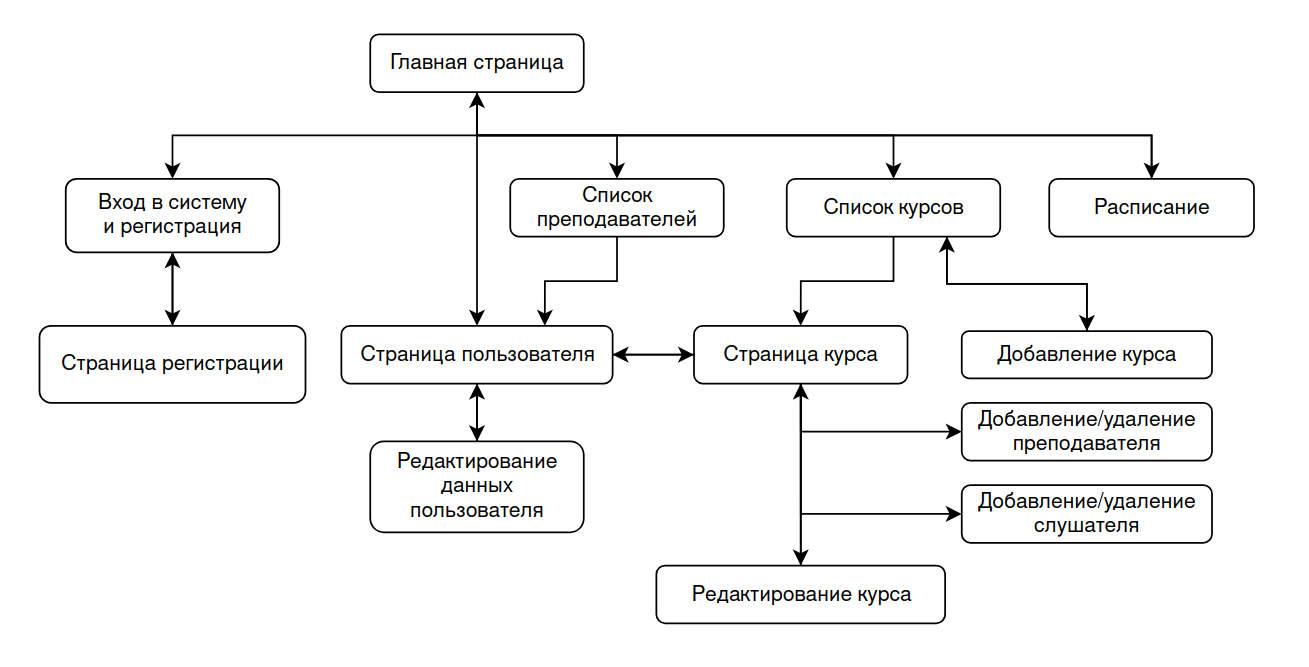 Главная страница
Вход в систему
и регистрация
Список
преподавателей
Список курсов
Расписание
Страница регистрации
Страница пользователя
Страница курса
Добавление курса
Добавление/удаление
преподавателя
Редактирование
данных
пользователя
Добавление/удаление
слушателя
Редактирование курса